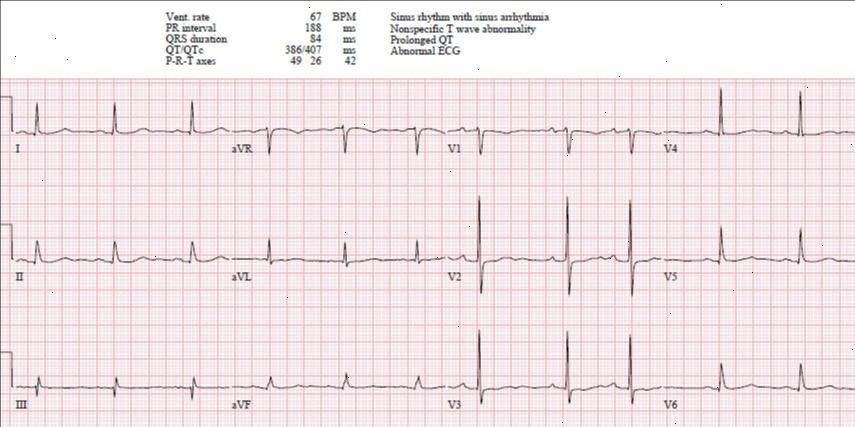 Vent. rate 67 BPM
PR interval 188 ms
QRS duration 84 ms
QT/QTc 386/407 ms
P-R-T axes 49 26 42
Sinus rhythm with sinus arrhythmia
Nonspecific T wave abnormality
Prolonged QT
Abnormal ECG
I aVR V1 V4
II aVL V2 V5
III aVF V3 V6